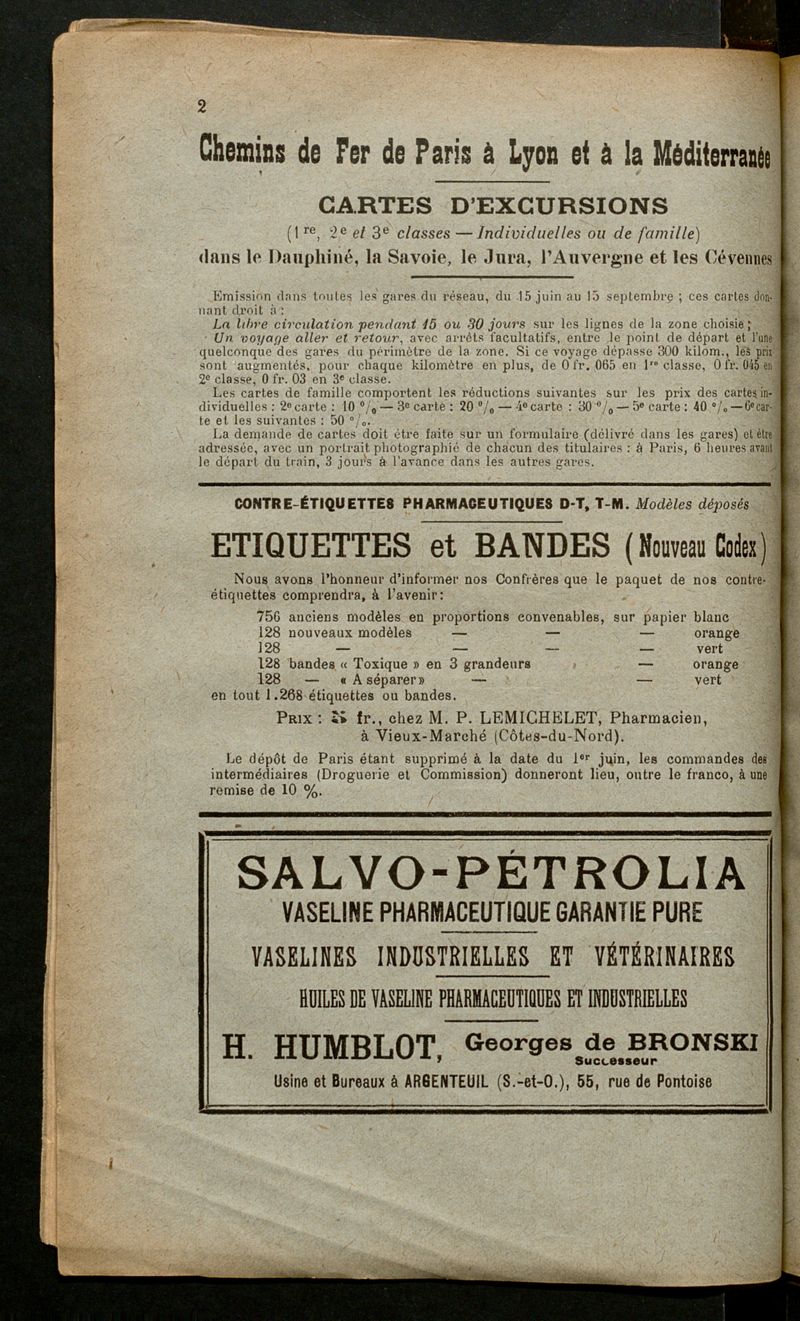 2
Chemins de Fer de Paris à Lyon et à la Méditerranée
CARTES D'EXCURSIONS
(1re, 2e et 3e classes — Individuelles ou de famille)
dans le Dauphiné, la Savoie, le Jura, l'Auvergne et les Cévennes
Emission dans toutes les gares du réseau, du 15 juin au 15 septembre ; ces cartes don-
nant droit à :
La libre circulation pendant 15 ou 30 jours sur les lignes de la zone choisie ;
Un voyage aller et retour, avec arrêts facultatifs, entre le point de départ et l'une
quelconque des gares du périmètre de la zone. Si ce voyage dépasse 300 kilom., les prix
sont augmentés, pour chaque kilomètre en plus, de 0 fr. 065 en 1re classe, 0 fr. 045 en
2e classe, 0 fr. 03 en 3e classe.
Les cartes de famille comportent les réductions suivantes sur les prix des cartes in-
dividuelles : 2e carte : 10 % — 3e carte : 20 % — 4e carte : 30 % — 5e carte : 40 % — 6e car-
te et les suivantes : 50 %.
La demande de cartes doit être faite sur un formulaire (délivré dans les gares) et être
adressée, avec un portrait photographié de chacun des titulaires : à Paris, 6 heures avant
le départ du train, 3 jours à l'avance dans les autres gares.
CONTRE-ÉTIQUETTES PHARMACEUTIQUES D-T, T-M. Modèles déposés
ETIQUETTES et BANDES (Nouveau Codex)
Nous avons l'honneur d'informer nos Confrères que le paquet de nos contre-
étiquettes comprendra, à l'avenir :
756 anciens modèles en proportions convenables, sur papier blanc
128 nouveaux modèles — — — orange
128 — — — — vert
128 bandes « Toxique » en 3 grandeurs — orange
128 — « A séparer » — — vert
en tout 1.268 étiquettes ou bandes.
PRIX : fr., chez M. P. LEMICHELET, Pharmacien,
à Vieux-Marché (Côtes-du-Nord).
Le dépôt de Paris étant supprimé à la date du 1er juin, les commandes des
intermédiaires (Droguerie et Commission) donneront lieu, outre le franco, à une
remise de 10 %.
SALVO-PÉTROLIA
VASELINE PHARMACEUTIQUE GARANTIE PURE
VASELINES INDUSTRIELLES ET VÉTÉRINAIRES
HUILES DE VASELINE PHARMACEUTIQUES ET INDUSTRIELLES
H. HUMBLOT, Georges de BRONSKI
Successeur
Usine et Bureaux à ARGENTEUIL (S.-et-O.), 55, rue de Pontoise